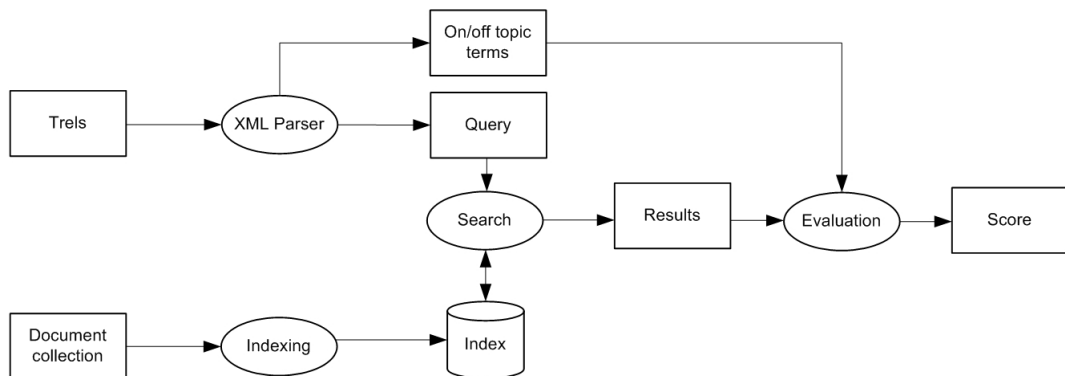 On/off topic
terms
Trels
XML Parser
Query
Search
Results
Evaluation
Score
Document
collection
Indexing
Index